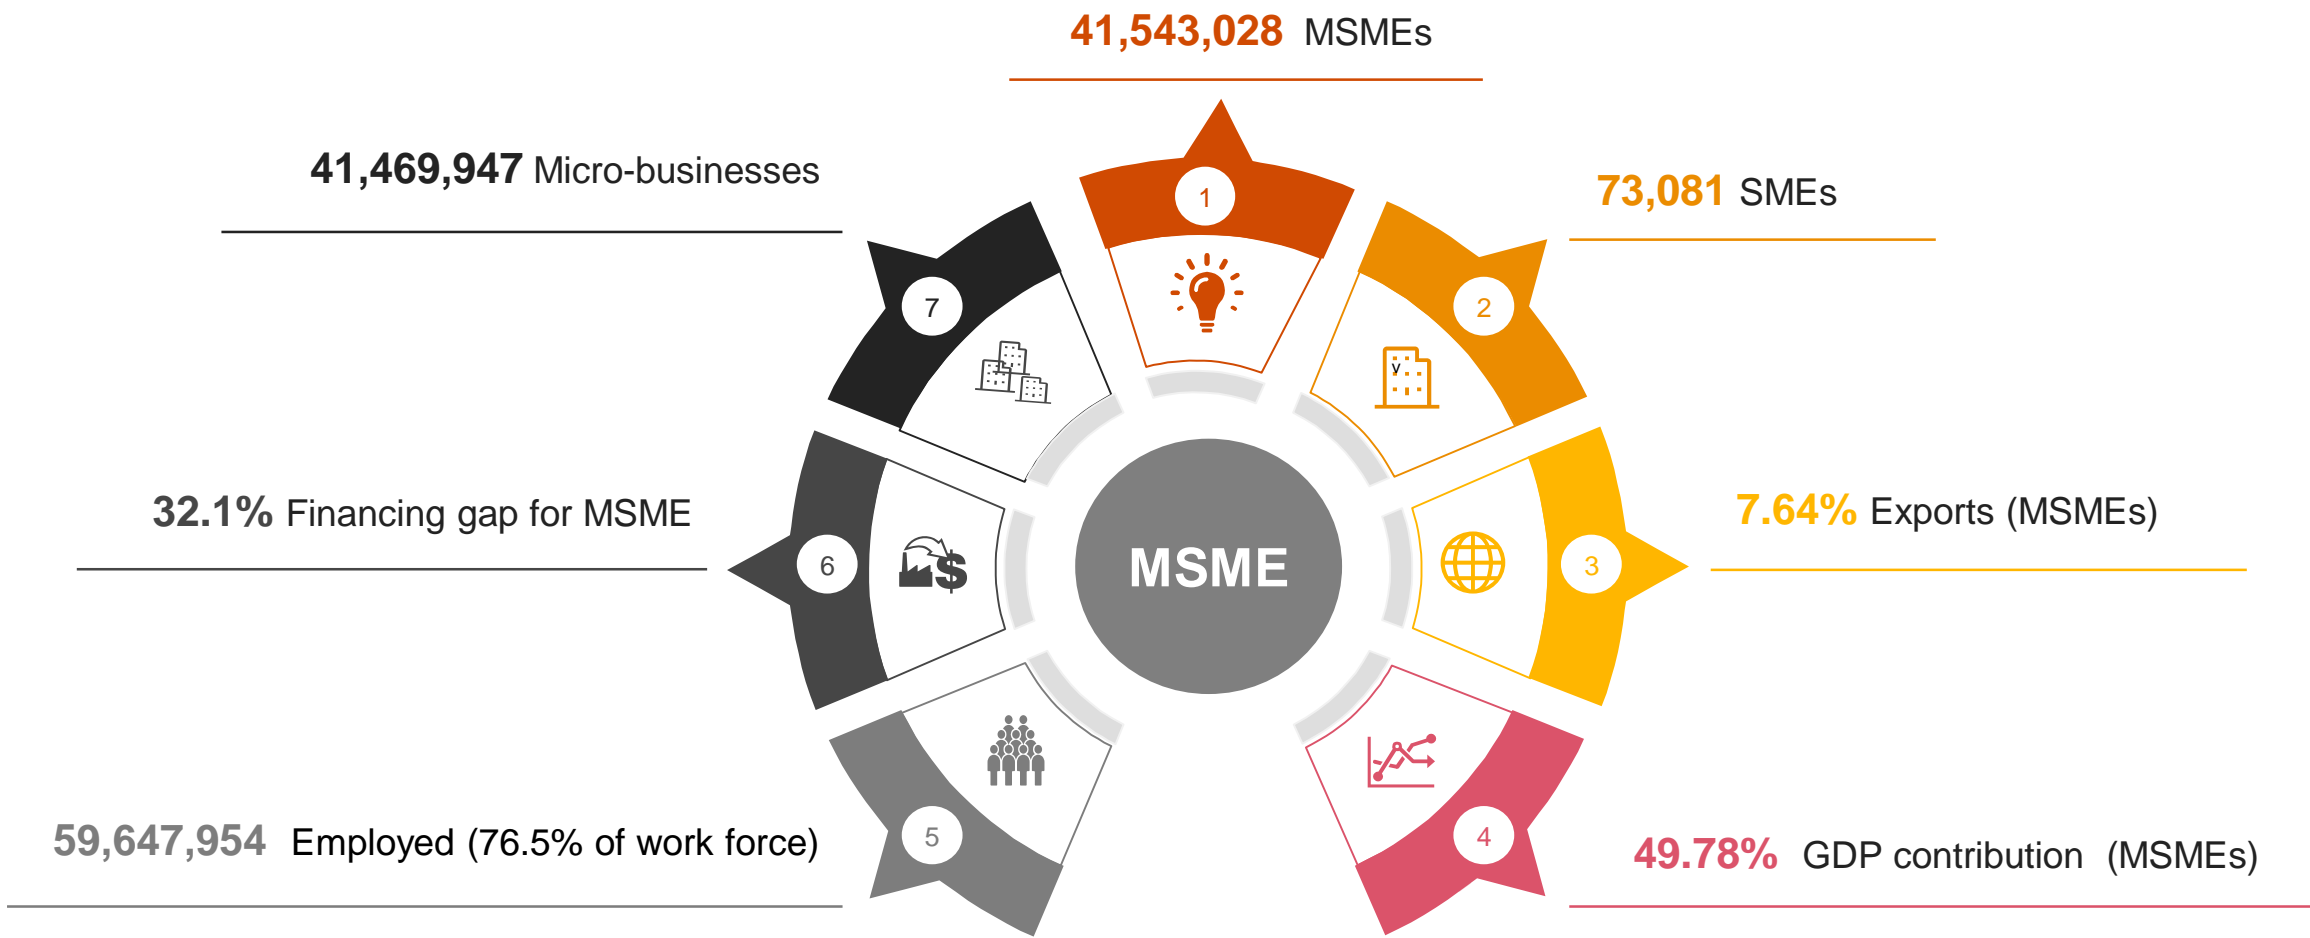 41,543,028 MSMEs
41,469,947 Micro-businesses
73,081 SMEs
1
7
2
V
32.1% Financing gap for MSME
7.64% Exports (MSMEs)
6
MSME
3
59,647,954 Employed (76.5% of work force)
5
4
49.78% GDP contribution (MSMEs)